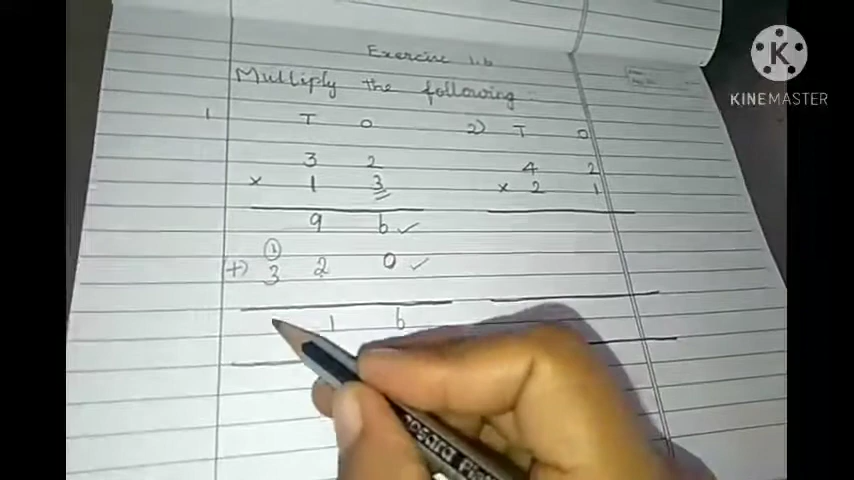 Exercise 1.6
Multiply the following
1 T O
3 2
× 1 3
9 6 ✓
1
+) 3 2 0 ✓
1 6
2) T O
4 2
× 2 1
K
KINEMASTER